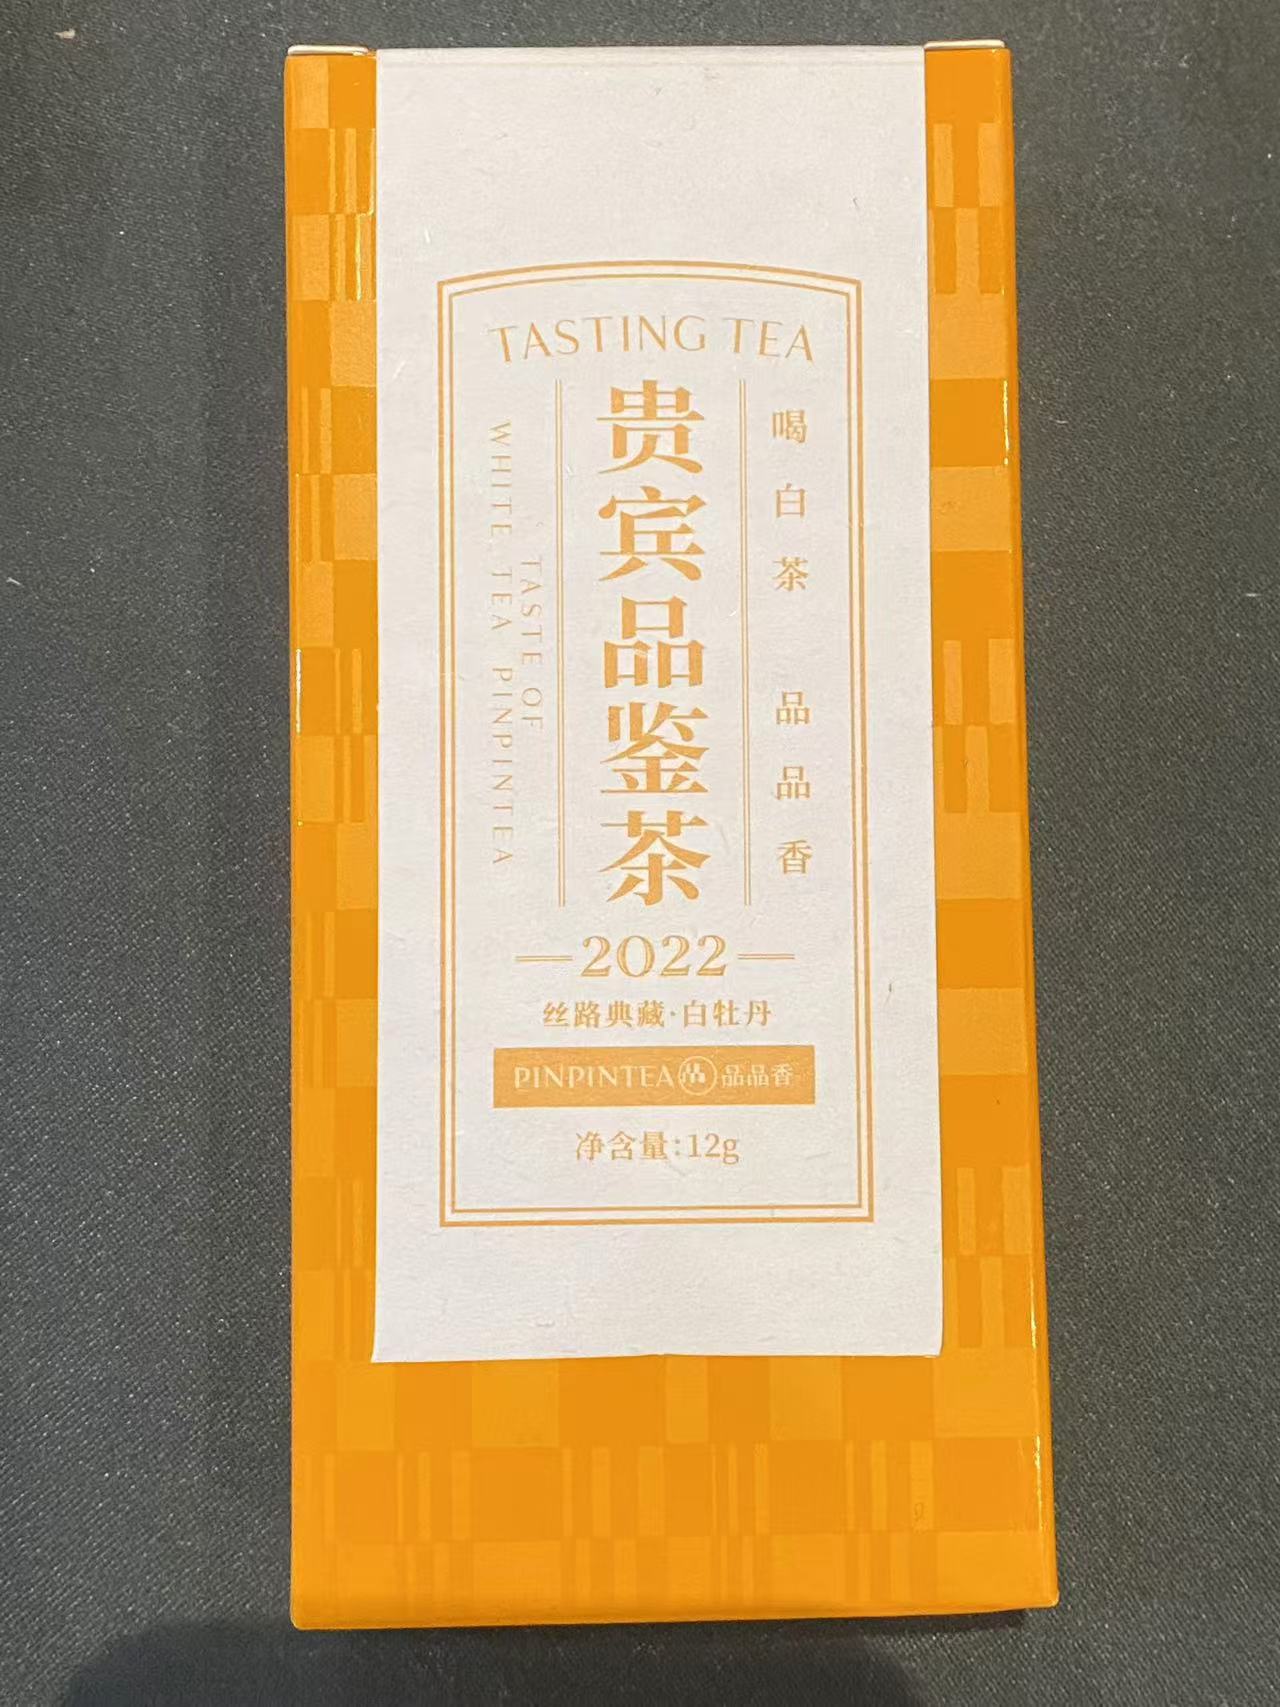 TASTING TEA
喝白茶 品品香
贵宾品鉴茶
TASTE OF
WHITE TEA PINPINTEA
2022
丝路典藏·白牡丹
PINPINTEA 品 品品香
净含量:12g